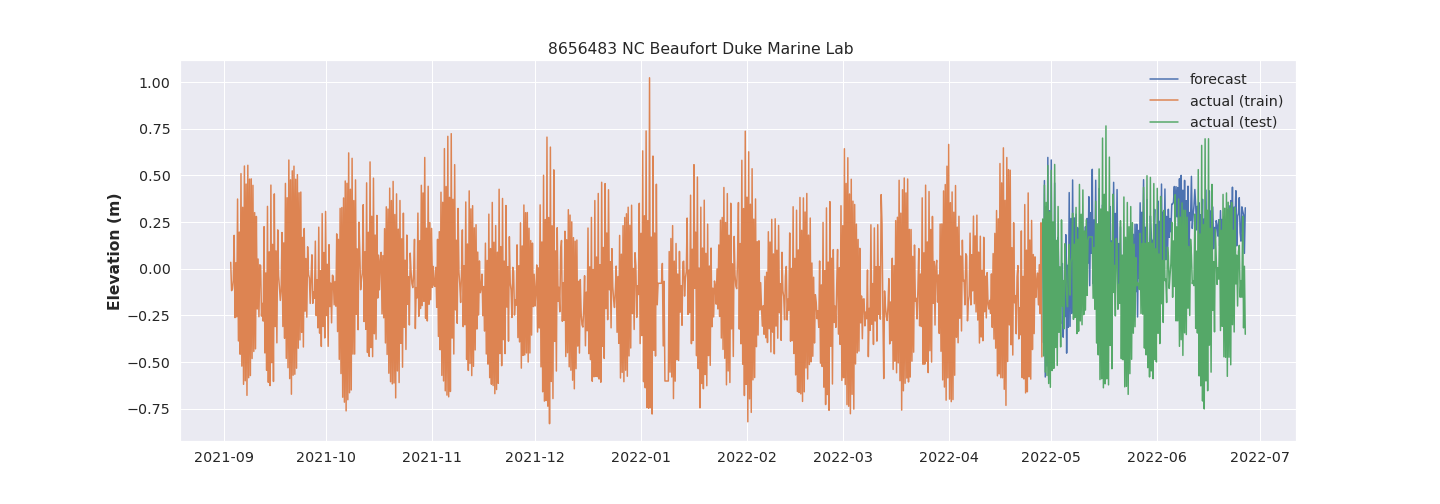 8656483 NC Beaufort Duke Marine Lab
forecast
actual (train)
actual (test)
Elevation (m)
1.00
0.75
0.50
0.25
0.00
−0.25
−0.50
−0.75
2021-09 2021-10 2021-11 2021-12 2022-01 2022-02 2022-03 2022-04 2022-05 2022-06 2022-07